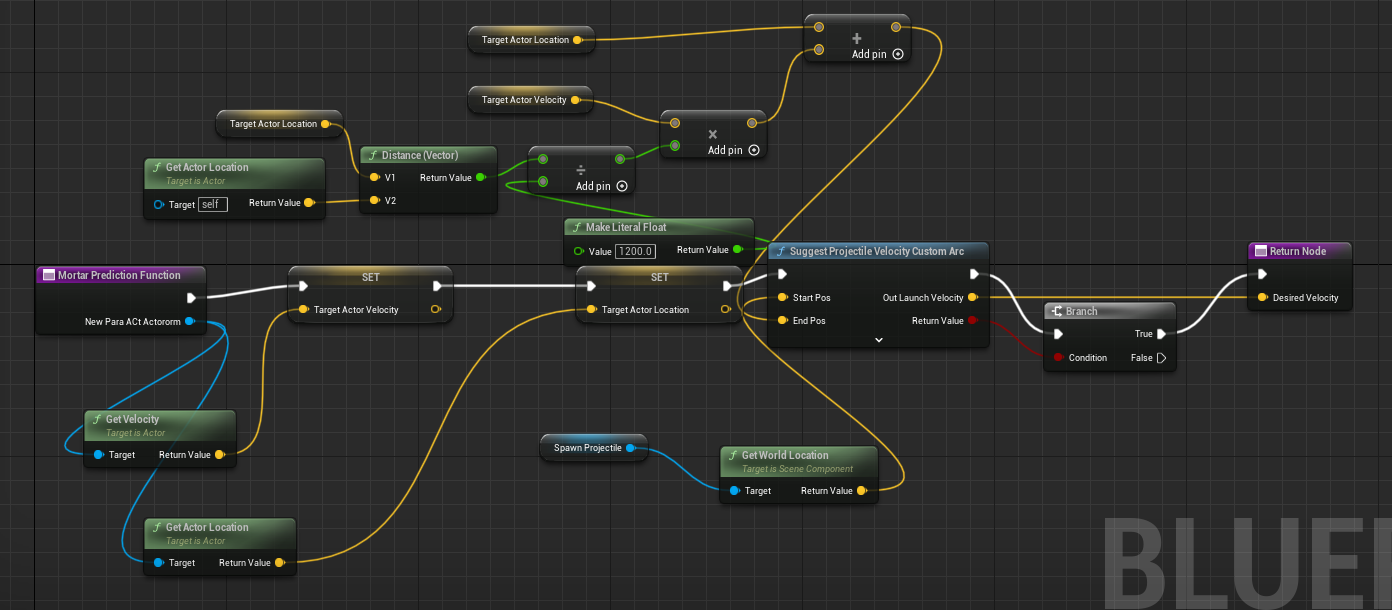 Target Actor Location
+
Add pin
Target Actor Velocity
×
Add pin
Target Actor Location
f Distance (Vector)
V1 Return Value
V2
÷
Add pin
f Get Actor Location
Target is Actor
Target self Return Value
f Make Literal Float
Value 1200.0 Return Value
f Suggest Projectile Velocity Custom Arc
Start Pos Out Launch Velocity
End Pos Return Value
Return Node
Desired Velocity
Mortar Prediction Function
New Para ACt Actororm
SET
Target Actor Velocity
SET
Target Actor Location
Branch
True
Condition False
f Get Velocity
Target is Actor
Target Return Value
Spawn Projectile
f Get World Location
Target is Scene Component
Target Return Value
f Get Actor Location
Target is Actor
Target Return Value
BLUE